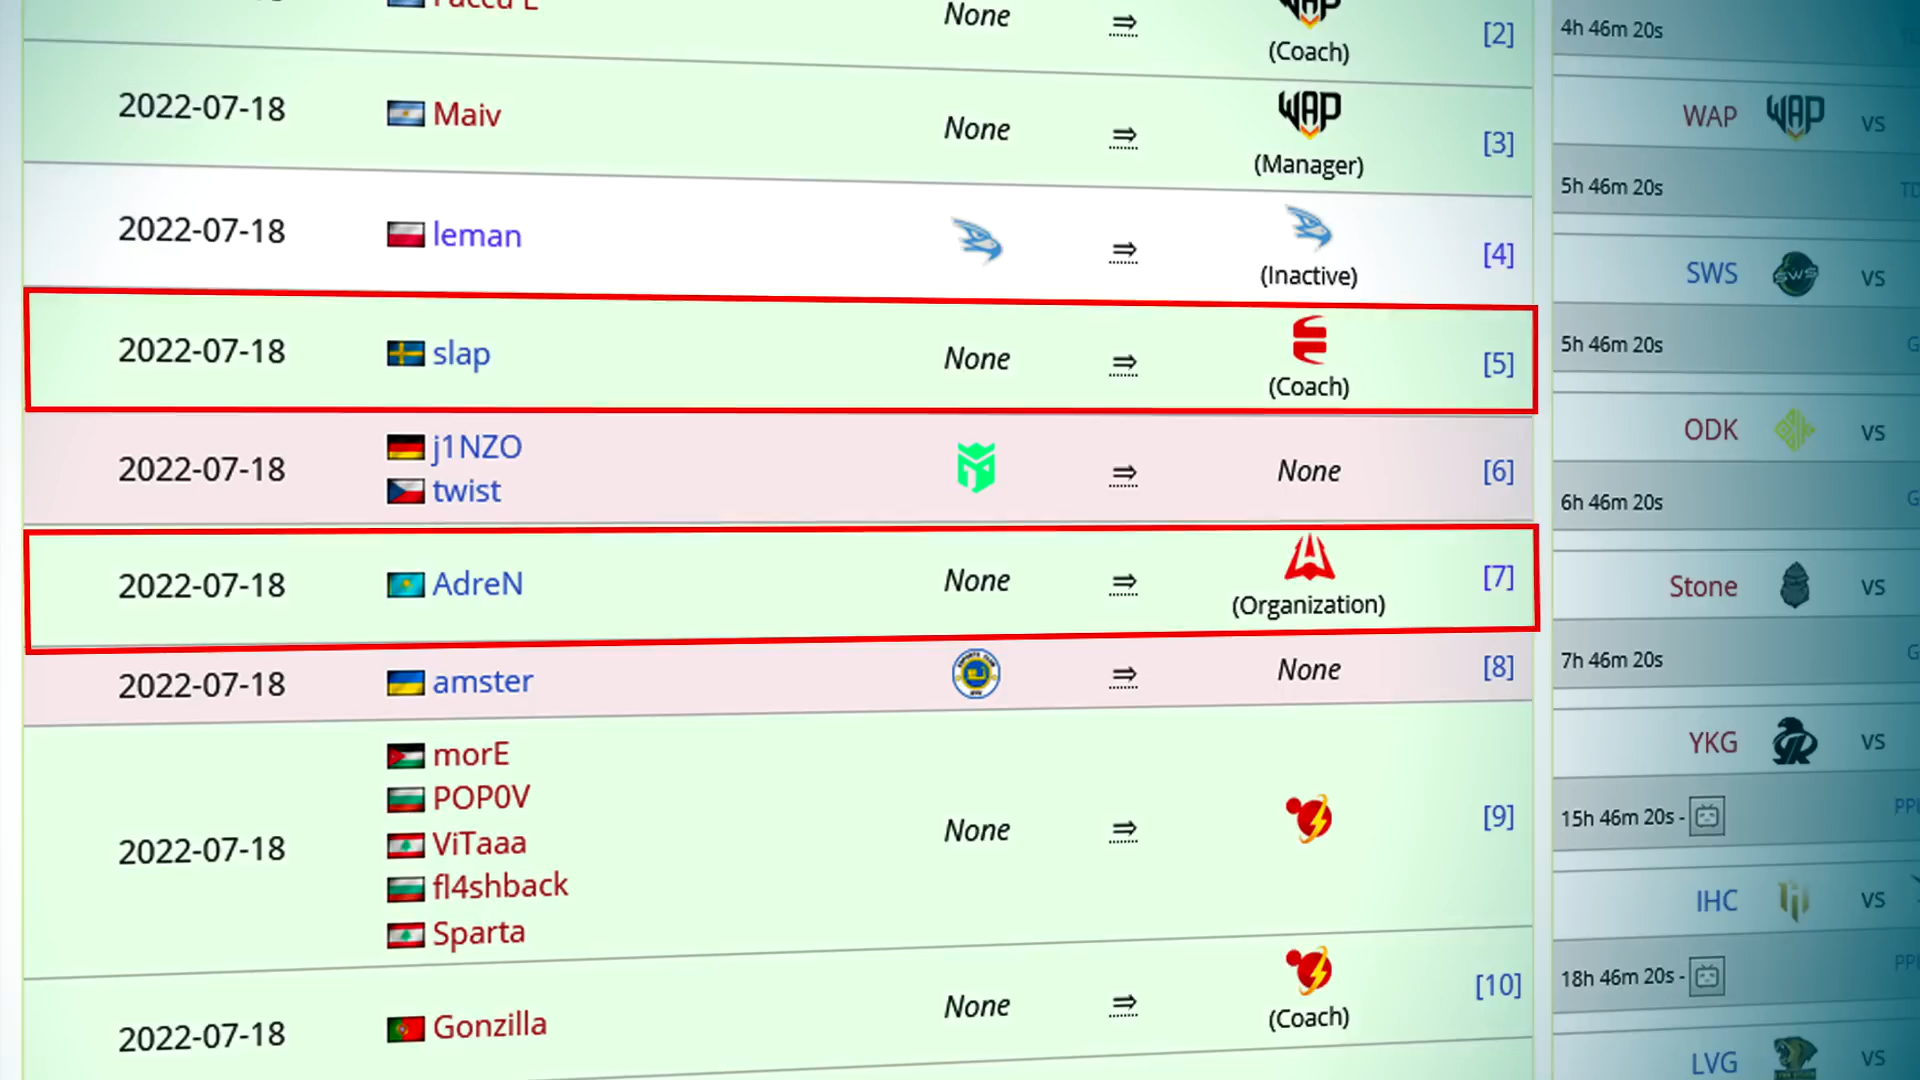 None ⇒ (Coach) [2]
2022-07-18 Maiv None ⇒ WAP (Manager) [3]
2022-07-18 leman ⇒ (Inactive) [4]
2022-07-18 slap None ⇒ (Coach) [5]
2022-07-18 j1NZO twist ⇒ None [6]
2022-07-18 AdreN None ⇒ (Organization) [7]
2022-07-18 amster ⇒ None [8]
2022-07-18 morE POP0V ViTaaa fl4shback Sparta None ⇒ [9]
2022-07-18 Gonzilla None ⇒ (Coach) [10]
4h 46m 20s
WAP WAP vs
5h 46m 20s
SWS SWS vs
5h 46m 20s
ODK vs
6h 46m 20s
Stone vs
7h 46m 20s
YKG vs
15h 46m 20s -
IHC vs
18h 46m 20s -
LVG vs